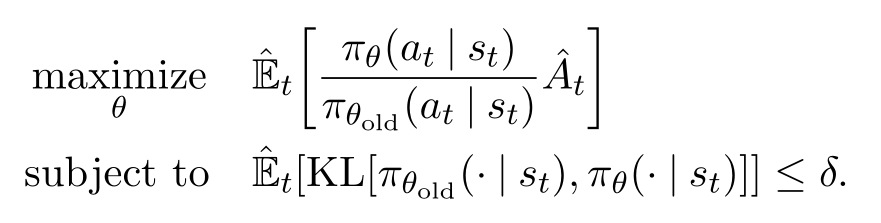 maximize_θ Ê_t[ π_θ(a_t | s_t) / π_θ_old(a_t | s_t) Â_t ]
subject to Ê_t[KL[π_θ_old(· | s_t), π_θ(· | s_t)]] ≤ δ.